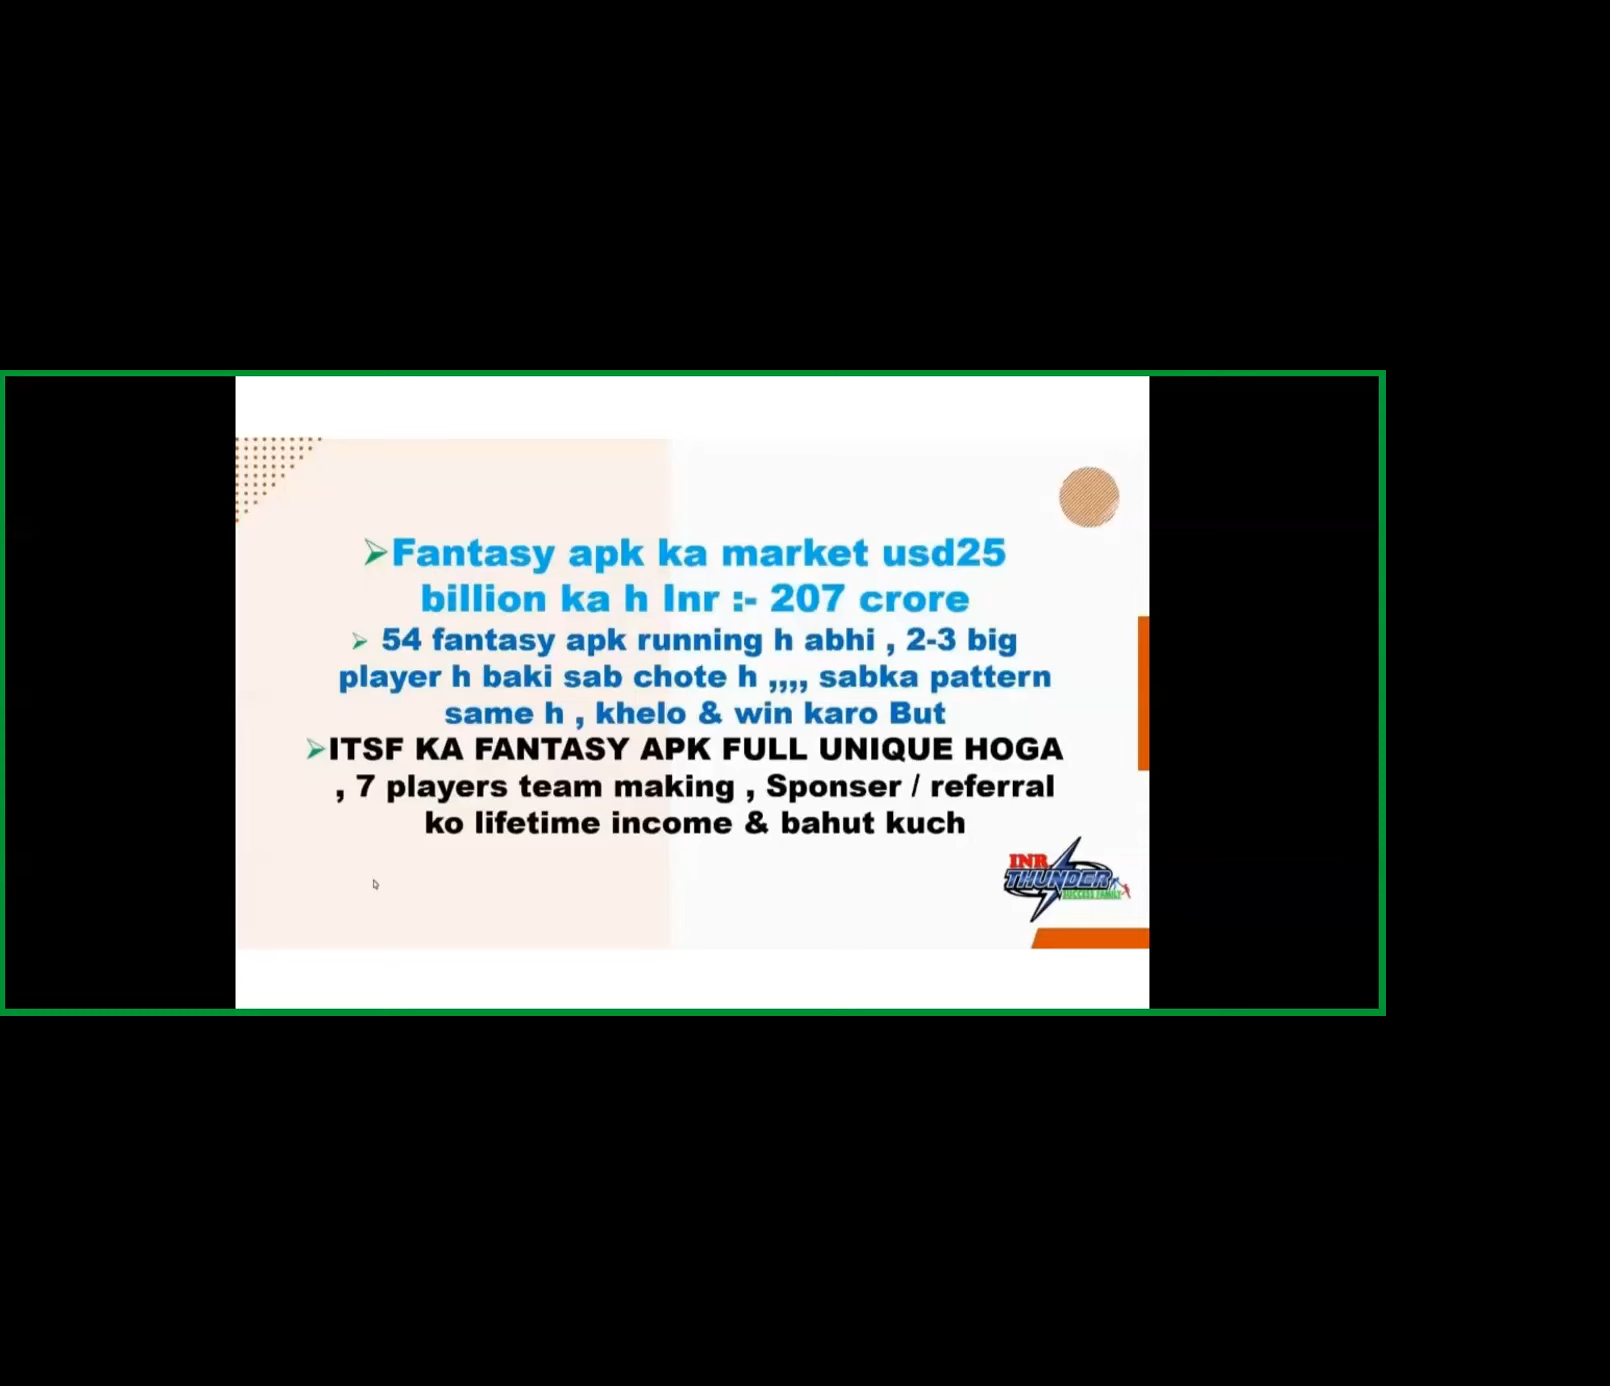 ➢Fantasy apk ka market usd25
billion ka h Inr :- 207 crore
➢ 54 fantasy apk running h abhi , 2-3 big
player h baki sab chote h ,,,, sabka pattern
same h , khelo & win karo But
➢ITSF KA FANTASY APK FULL UNIQUE HOGA
, 7 players team making , Sponser / referral
ko lifetime income & bahut kuch
INR
THUNDER
SUCCESS FAMILY